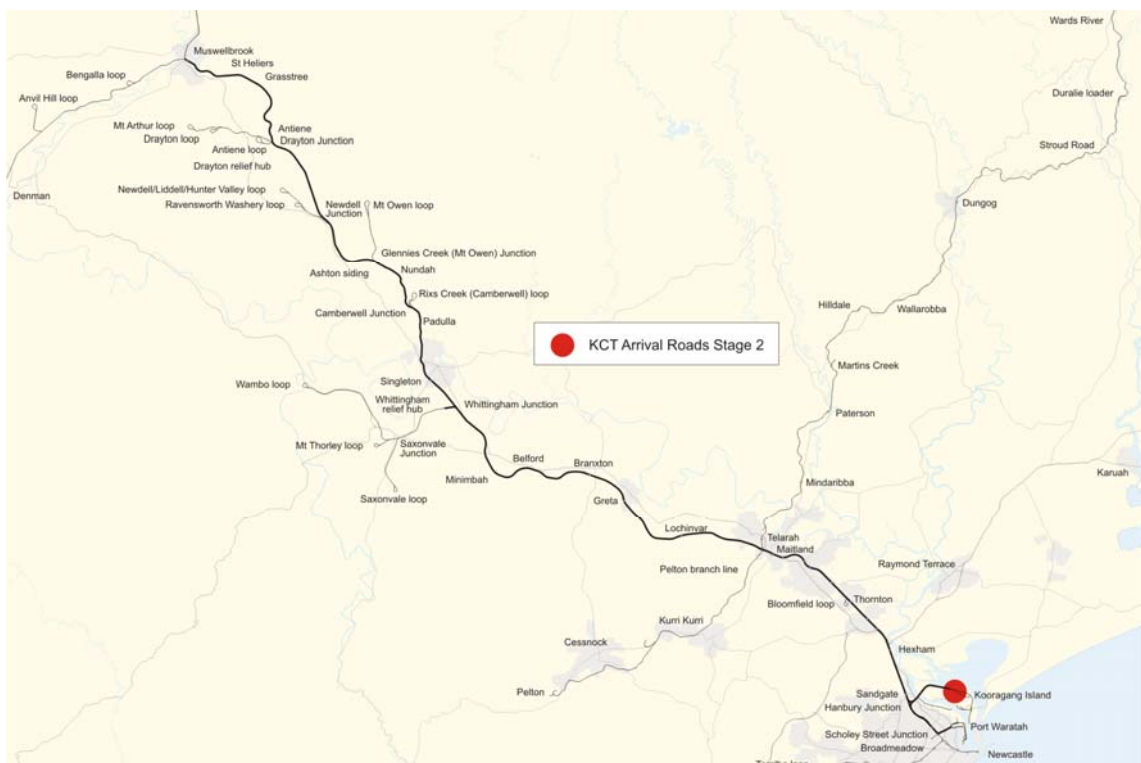 Wards River
Muswellbrook
St Heliers
Bengalla loop
Grasstree
Duralie loader
Anvil Hill loop
Mt Arthur loop
Antiene
Drayton loop
Drayton Junction
Stroud Road
Antiene loop
Drayton relief hub
Denman
Newdell/Liddell/Hunter Valley loop
Ravensworth Washery loop
Newdell
Junction
Mt Owen loop
Dungog
Glennies Creek (Mt Owen) Junction
Ashton siding
Nundah
Rixs Creek (Camberwell) loop
Hilldale
Wallarobba
Camberwell Junction
Padulla
KCT Arrival Roads Stage 2
Martins Creek
Singleton
Wambo loop
Whittingham
relief hub
Whittingham Junction
Paterson
Mt Thorley loop
Saxonvale
Junction
Belford
Branxton
Karuah
Minimbah
Mindaribba
Saxonvale loop
Greta
Lochinvar
Telarah
Maitland
Raymond Terrace
Pelton branch line
Bloomfield loop
Thornton
Kurri Kurri
Cessnock
Hexham
Pelton
Sandgate
Kooragang Island
Hanbury Junction
Port Waratah
Scholey Street Junction
Broadmeadow
Newcastle